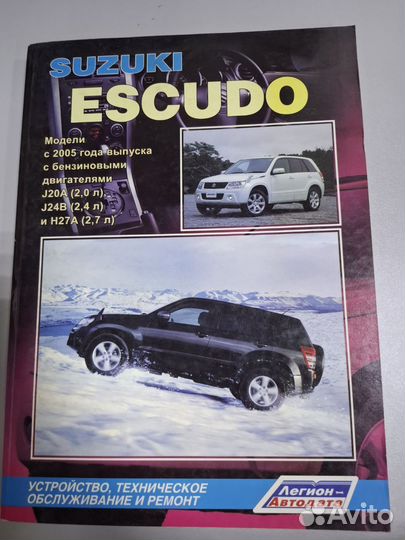 SUZUKI
ESCUDO
Модели
с 2005 года выпуска
с бензиновыми
двигателями
J20A (2,0 л),
J24B (2,4 л)
и H27A (2,7 л)
УСТРОЙСТВО, ТЕХНИЧЕСКОЕ
ОБСЛУЖИВАНИЕ И РЕМОНТ
Легион-
Автодата
Avito